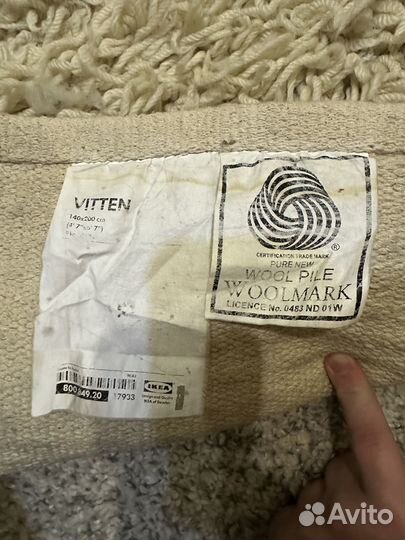 VITTEN
140x200 cm
CERTIFICATION TRADE MARK
PURE NEW
WOOL PILE
WOOLMARK
LICENCE No. 0483 ND 01W
®
IKEA
Design and Quality
IKEA of Sweden
17933
Avito